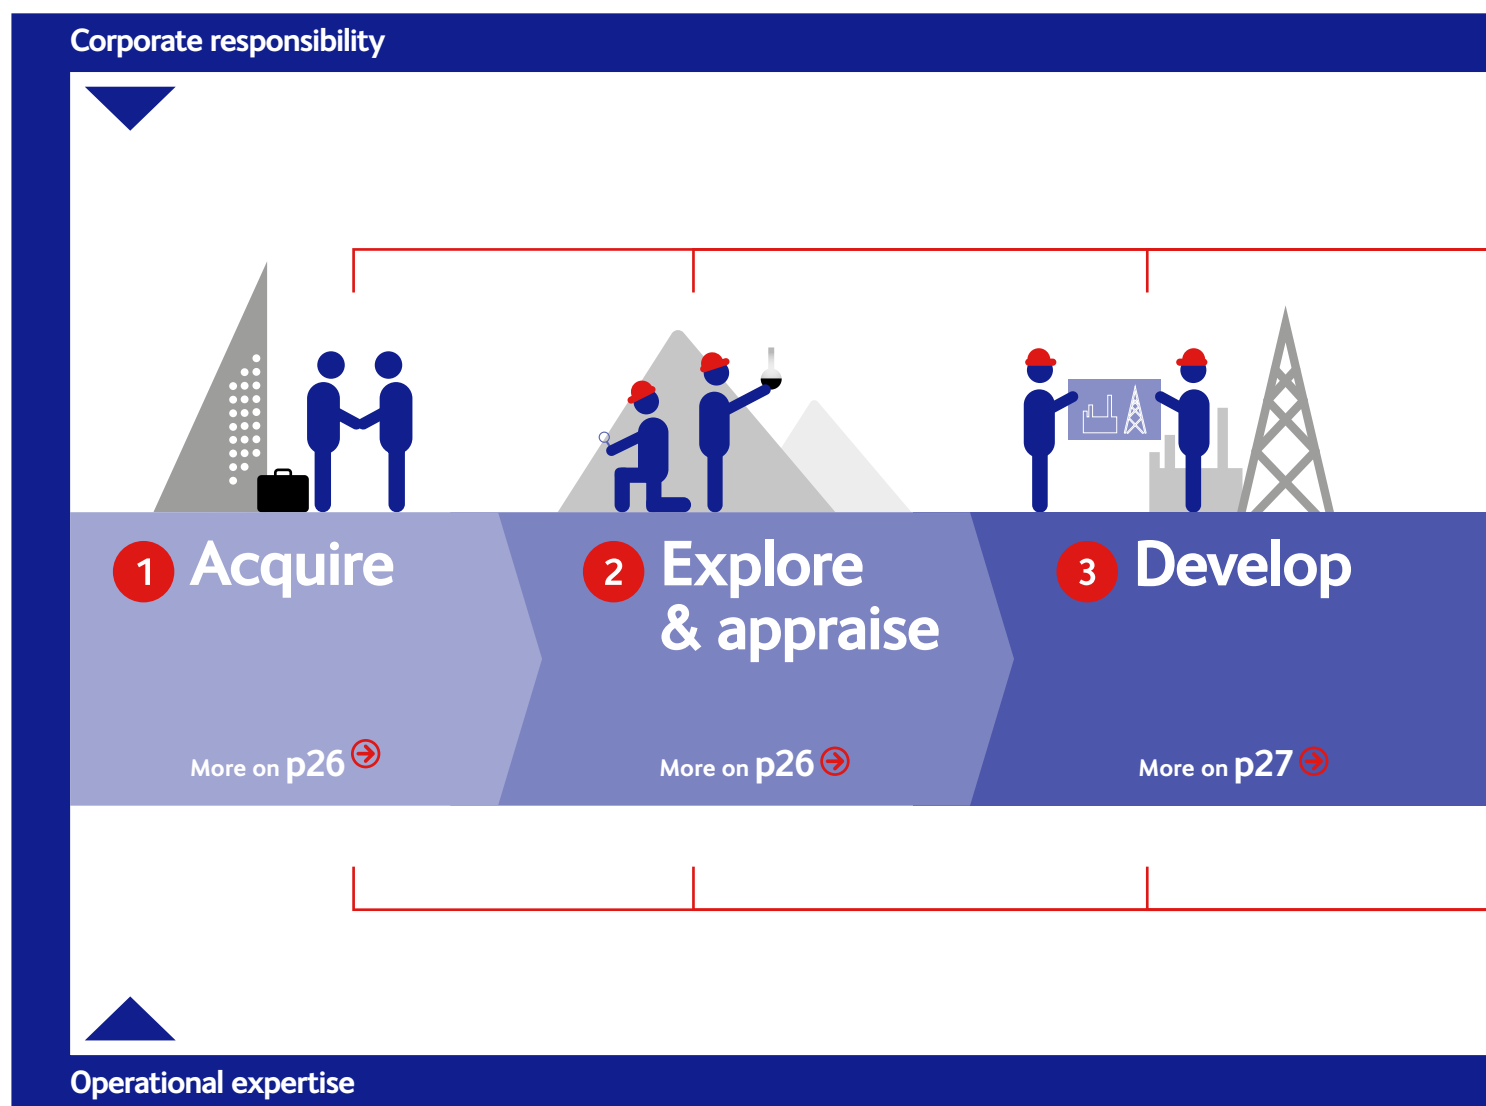 Corporate responsibility
1 Acquire
More on p26
2 Explore
& appraise
More on p26
3 Develop
More on p27
Operational expertise